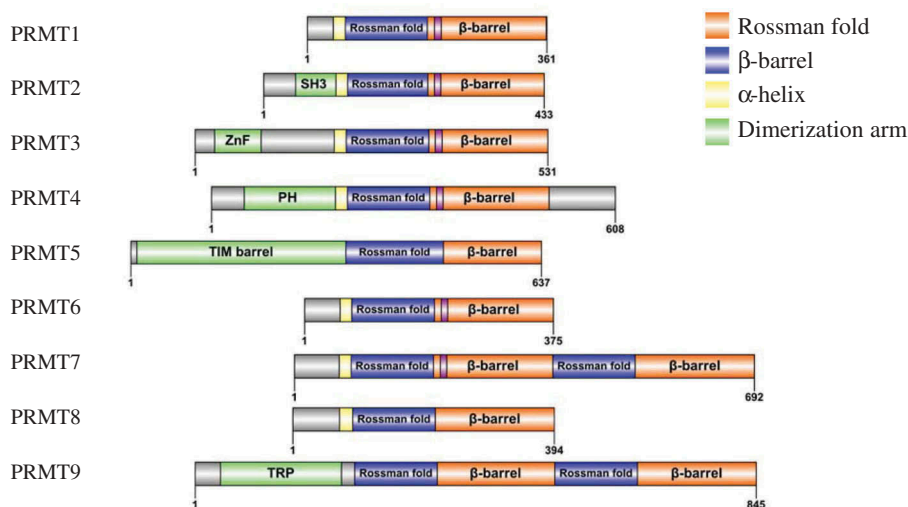 PRMT1
Rossman fold β-barrel
1 361
PRMT2
SH3 Rossman fold β-barrel
1 433
PRMT3
ZnF Rossman fold β-barrel
1 531
PRMT4
PH Rossman fold β-barrel
1 608
PRMT5
TIM barrel Rossman fold β-barrel
1 637
PRMT6
Rossman fold β-barrel
1 375
PRMT7
Rossman fold β-barrel Rossman fold β-barrel
1 692
PRMT8
Rossman fold β-barrel
1 394
PRMT9
TRP Rossman fold β-barrel Rossman fold β-barrel
1 845
Rossman fold
β-barrel
α-helix
Dimerization arm